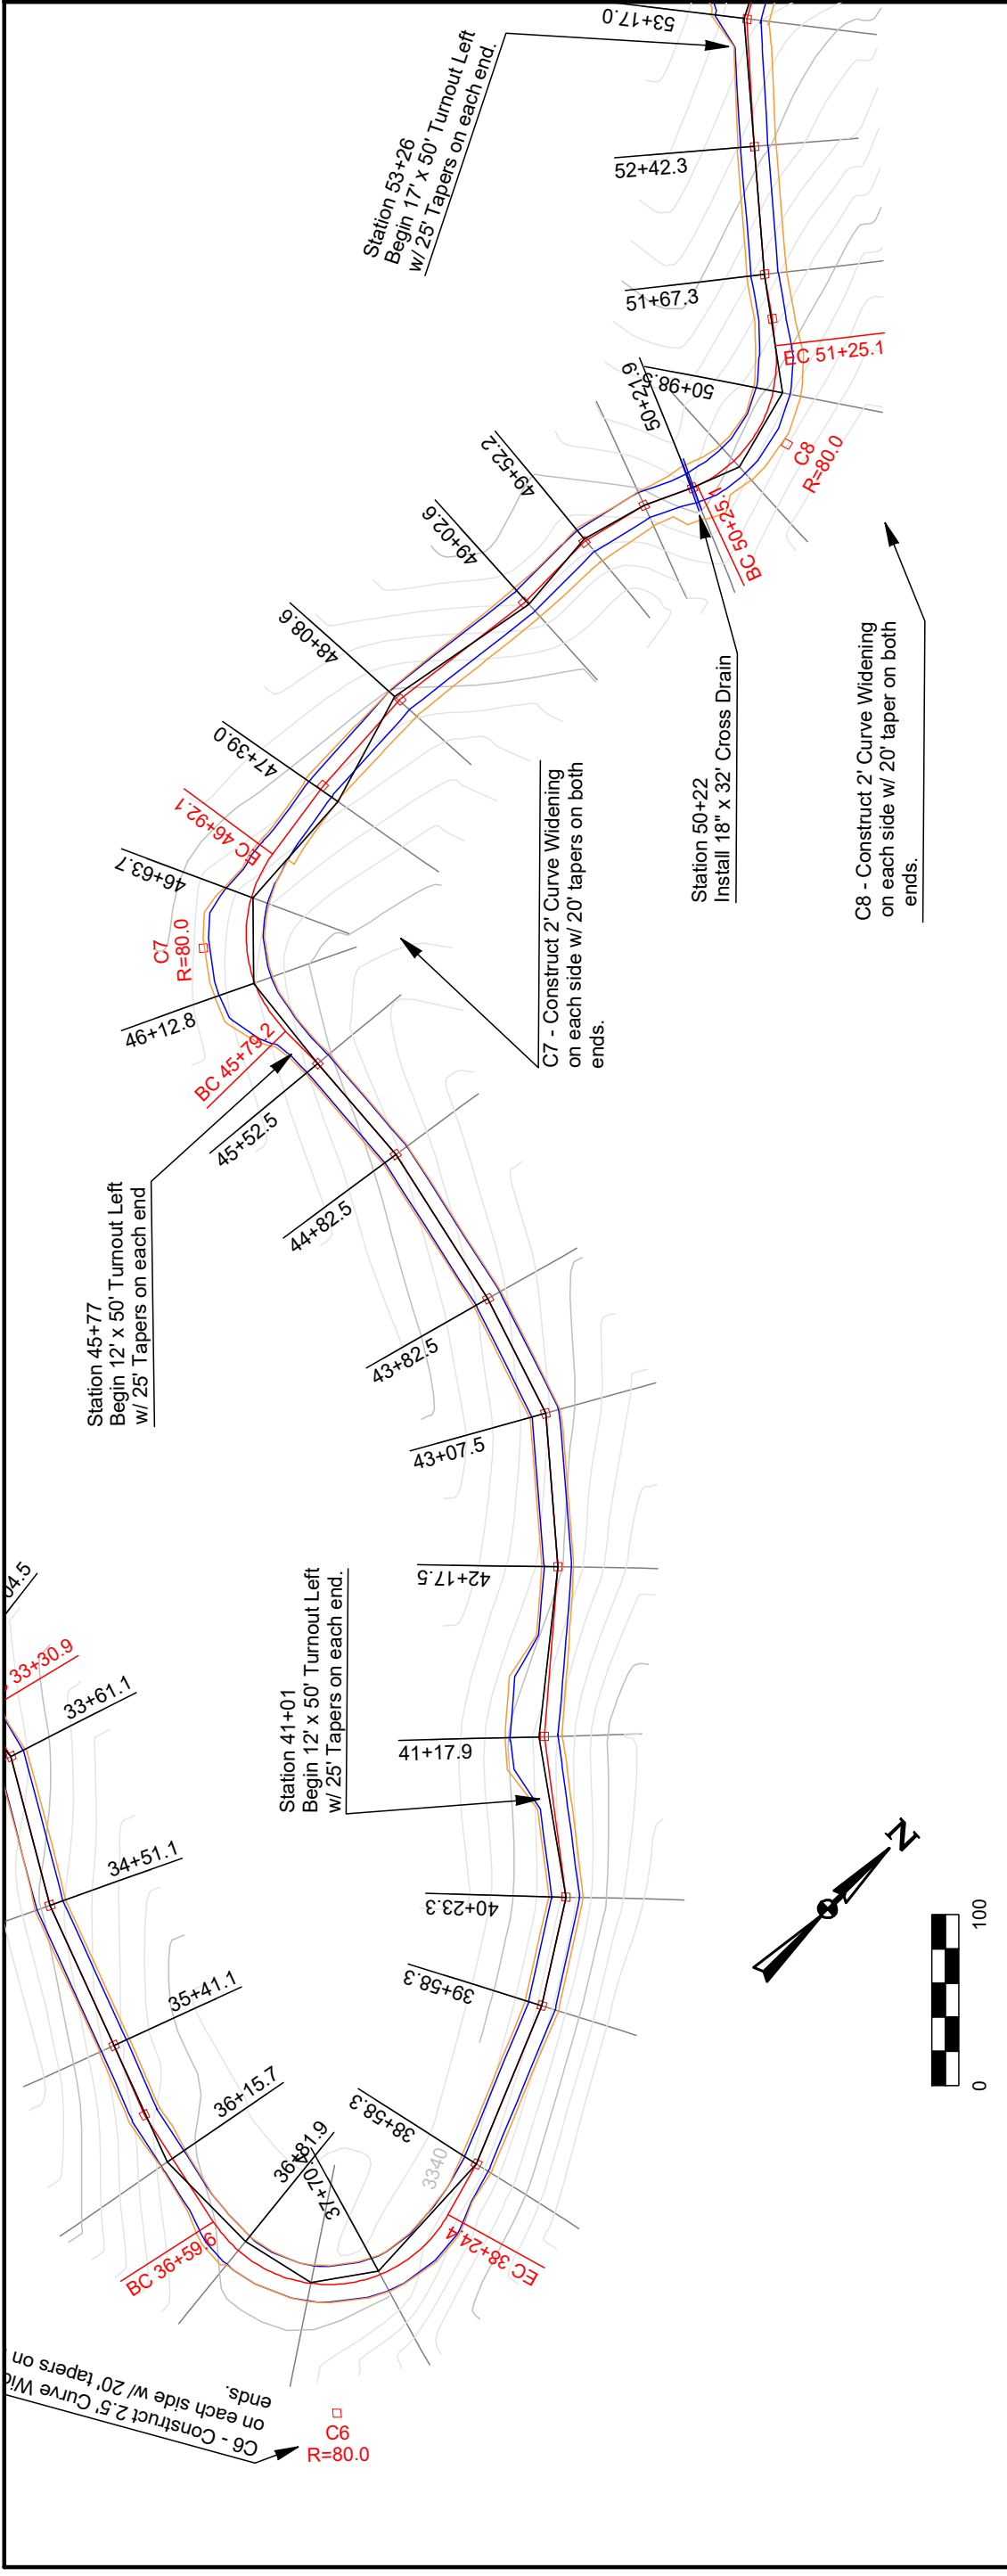 53+17.0
Station 53+26
Begin 17' x 50' Turnout Left
w/ 25' Tapers on each end.
52+42.3
51+67.3
EC 51+25.1
50+98.5
50+21.9
C8
R=80.0
BC 50+25.1
49+52.2
49+02.6
48+08.6
47+39.0
EC 46+92.1
46+63.7
C7
R=80.0
46+12.8
BC 45+79.2
45+52.5
44+82.5
C8 - Construct 2' Curve Widening
on each side w/ 20' taper on both
ends.
Station 50+22
Install 18" x 32' Cross Drain
C7 - Construct 2' Curve Widening
on each side w/ 20' tapers on both
ends.
Station 45+77
Begin 12' x 50' Turnout Left
w/ 25' Tapers on each end
43+82.5
43+07.5
42+17.5
Station 41+01
Begin 12' x 50' Turnout Left
w/ 25' Tapers on each end.
41+17.9
40+23.3
39+58.3
38+58.3
EC 38+24.4
3340
04.5
33+30.9
33+61.1
34+51.1
35+41.1
36+15.7
36+81.9
37+70
BC 36+59.6
C6 - Construct 2.5' Curve
on each side w/ 20' tapers on
ends.
C6
R=80.0
N
0
100